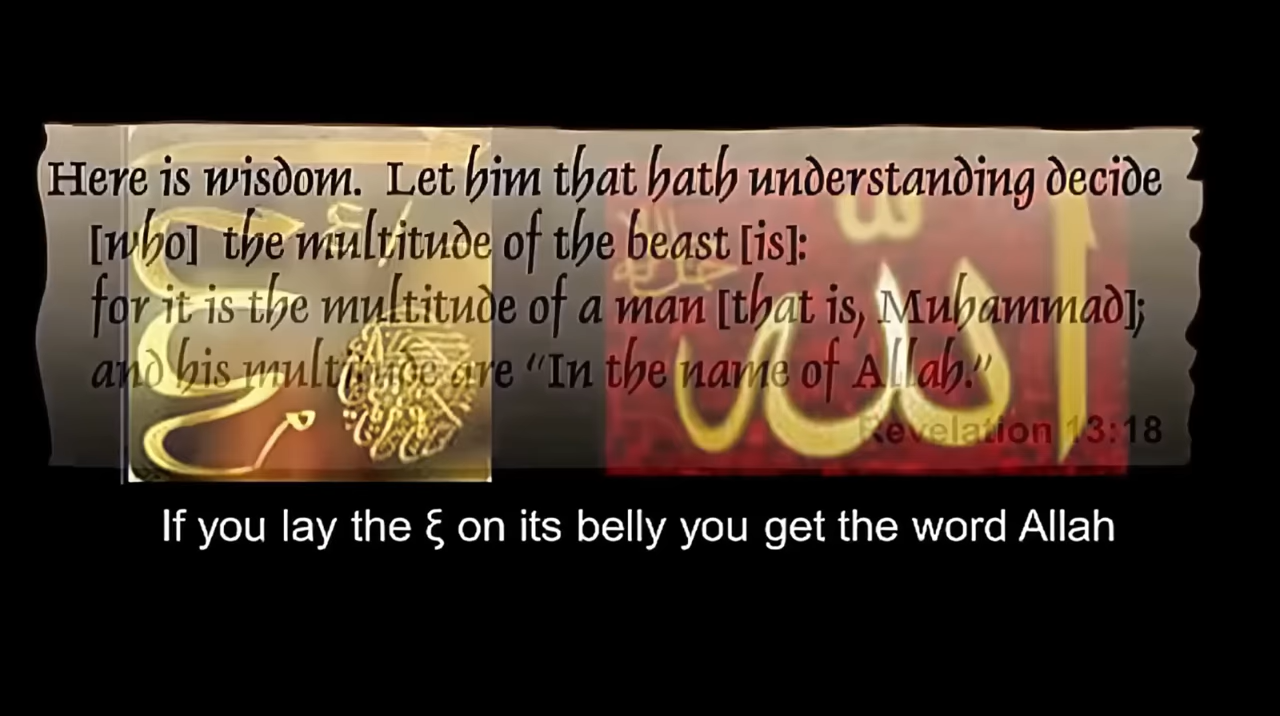 Here is wisdom. Let him that hath understanding decide
[who] the multitude of the beast [is]:
for it is the multitude of a man [that is, Muhammad];
and his multitude are “In the name of Allah.”
Revelation 13:18
الله
If you lay the ξ on its belly you get the word Allah